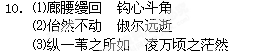 10. (1)廊腰缦回 钩心斗角
(2)佁然不动 俶尔远逝
(3)纵一苇之所如 凌万顷之茫然